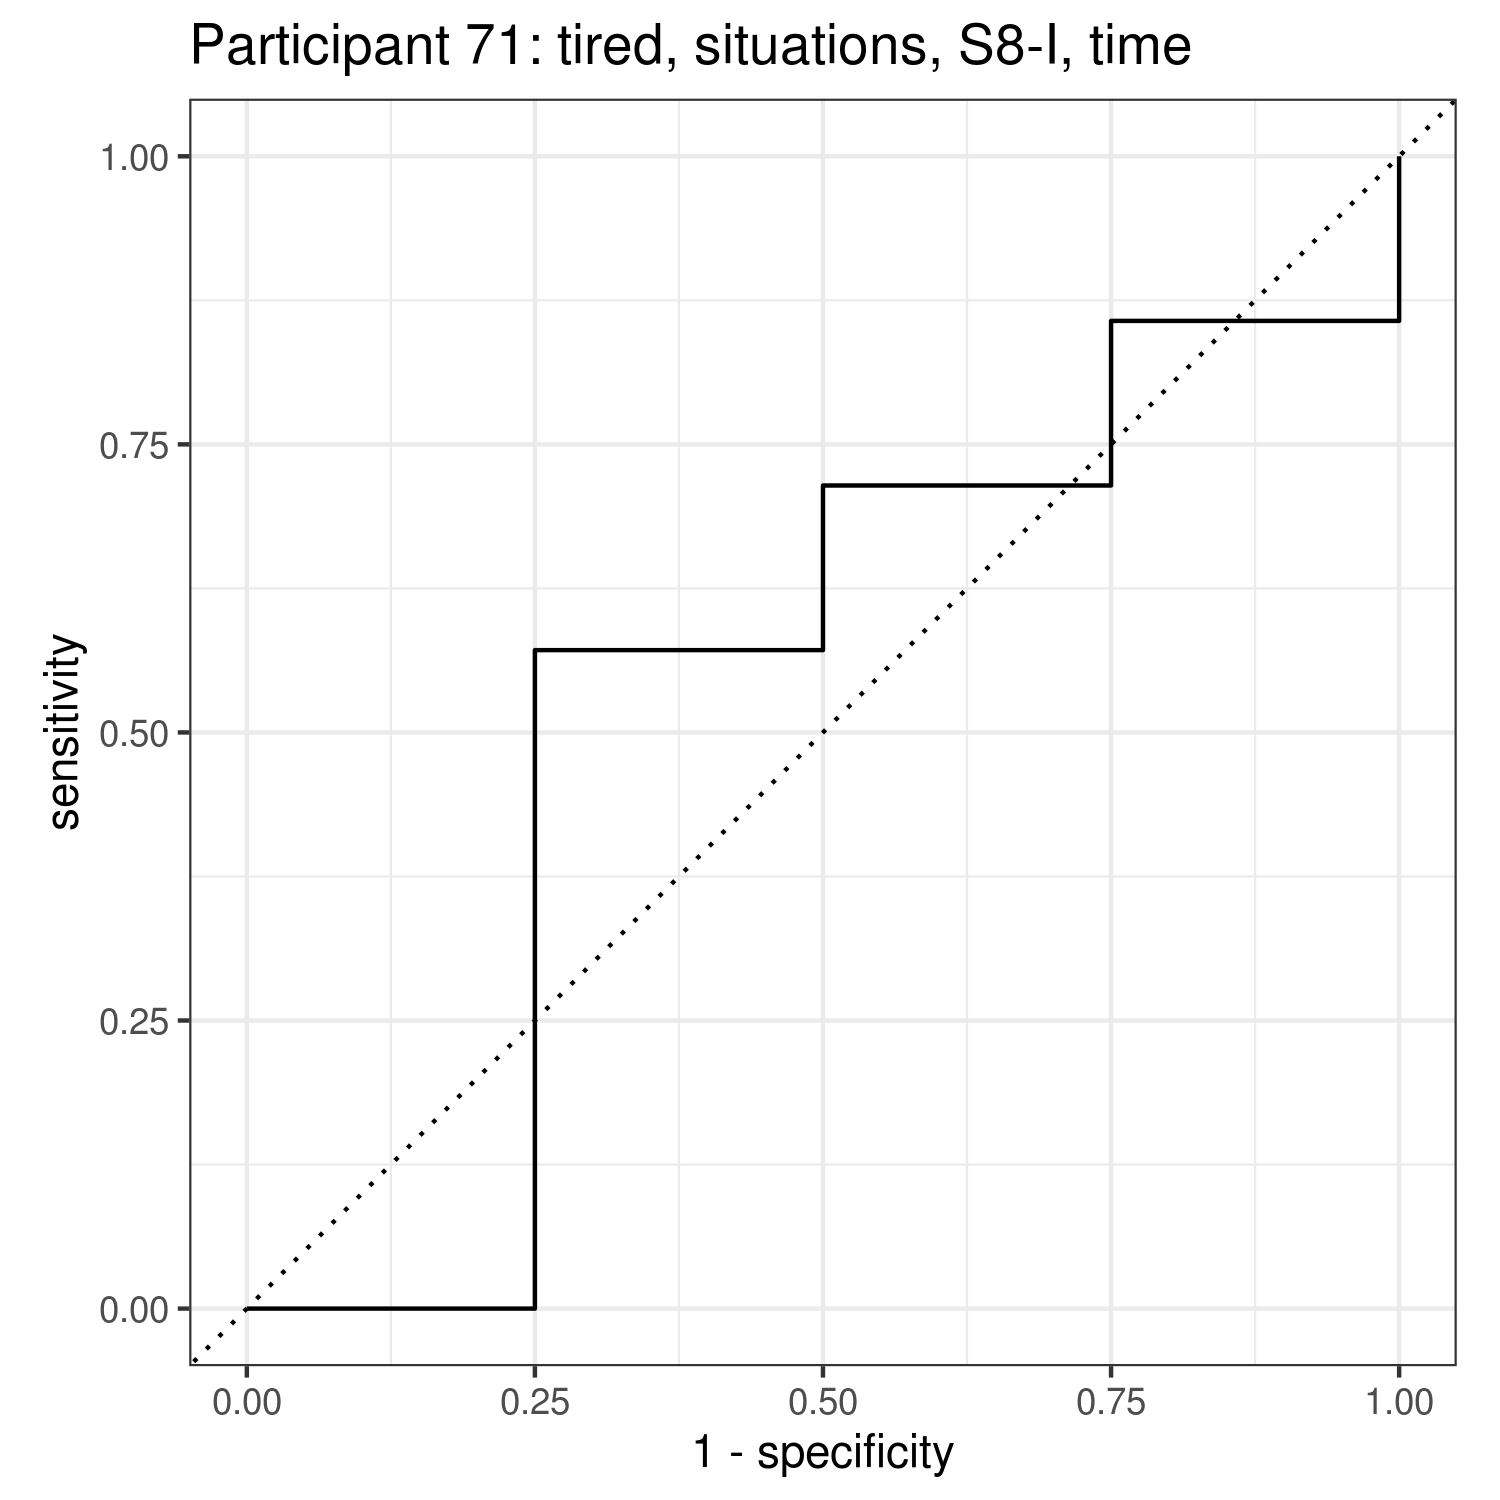 Participant 71: tired, situations, S8-I, time
1.00
0.75
0.50
0.25
0.00
sensitivity
0.00 0.25 0.50 0.75 1.00
1 - specificity